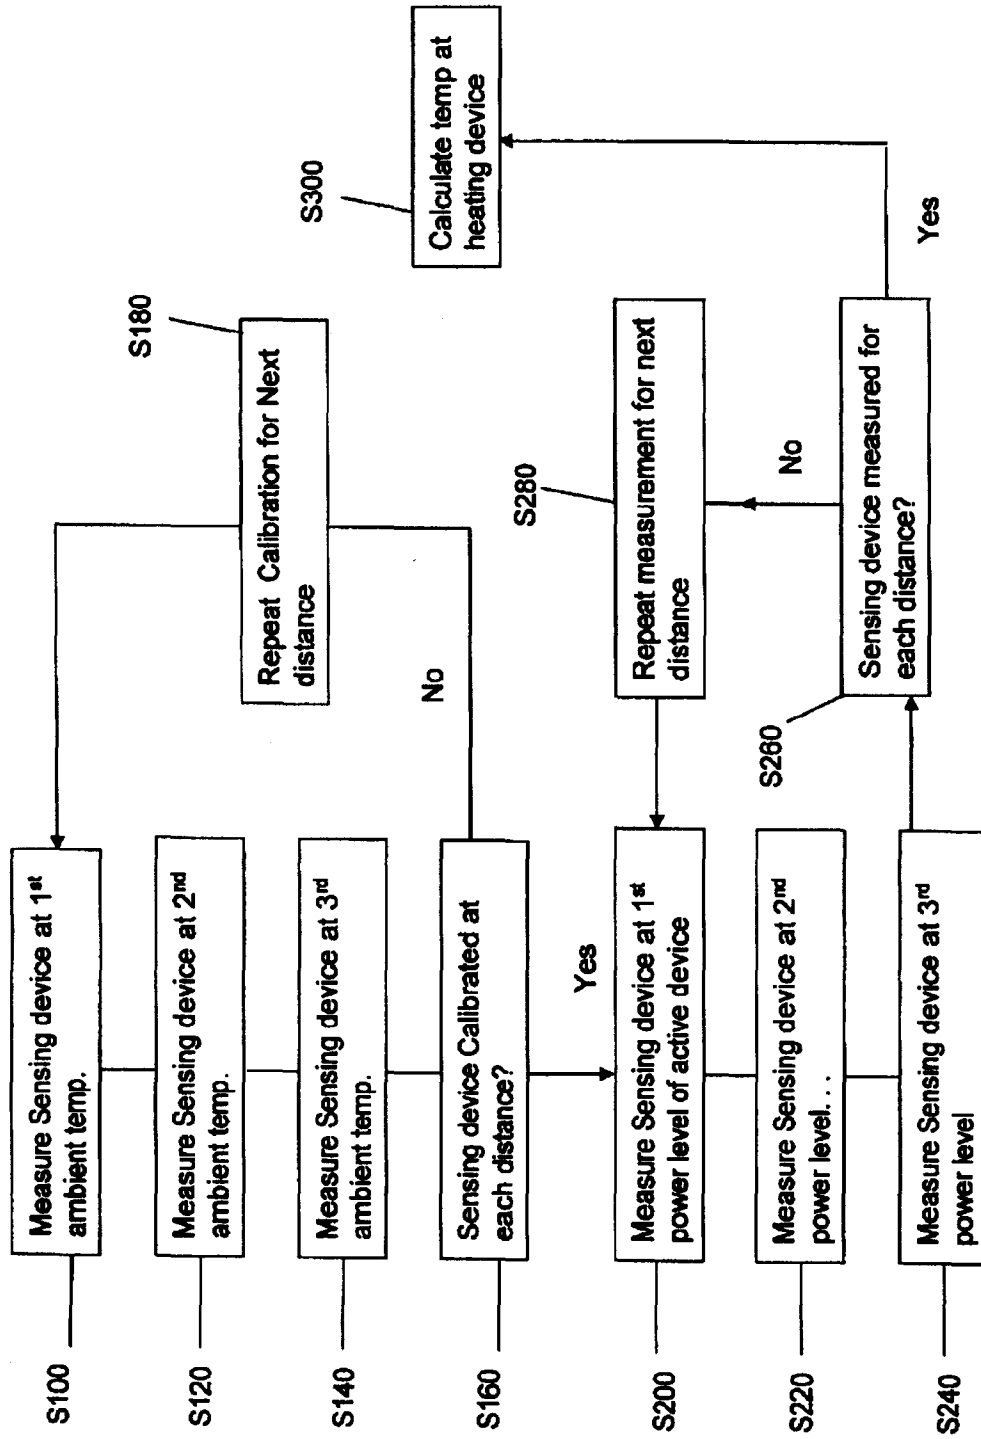 S100
Measure Sensing device at 1st
ambient temp.
S120
Measure Sensing device at 2nd
ambient temp.
S140
Measure Sensing device at 3rd
ambient temp.
S160
Sensing device Calibrated at
each distance?
No
S180
Repeat Calibration for Next
distance
Yes
S200
Measure Sensing device at 1st
power level of active device
S220
Measure Sensing device at 2nd
power level...
S240
Measure Sensing device at 3rd
power level
S260
Sensing device measured for
each distance?
No
S280
Repeat measurement for next
distance
Yes
S300
Calculate temp at
heating device